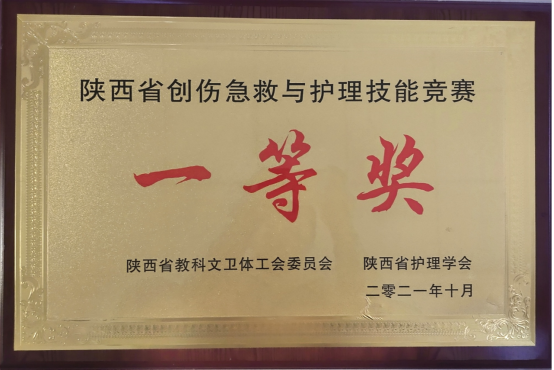 陕西省创伤急救与护理技能竞赛
一等奖
陕西省教科文卫体工会委员会 陕西省护理学会
二零二一年十月